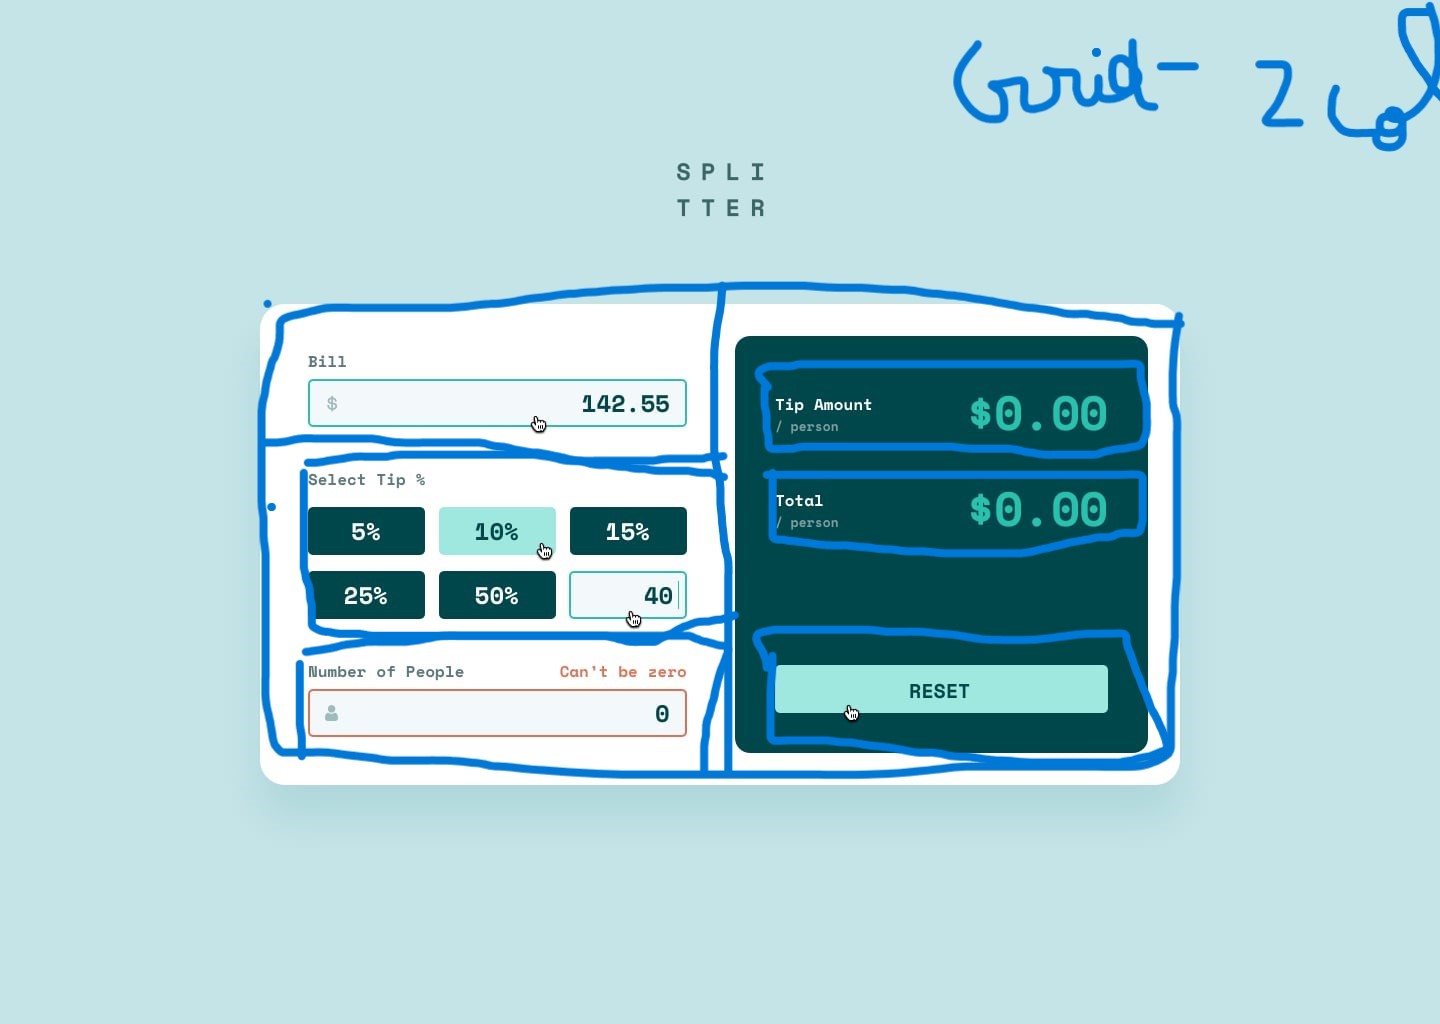 Grid - 2 Col
SPLI
TTER
Bill
$ 142.55
Select Tip %
5% 10% 15%
25% 50% 40
Number of People Can't be zero
0
Tip Amount $0.00
/ person
Total $0.00
/ person
RESET